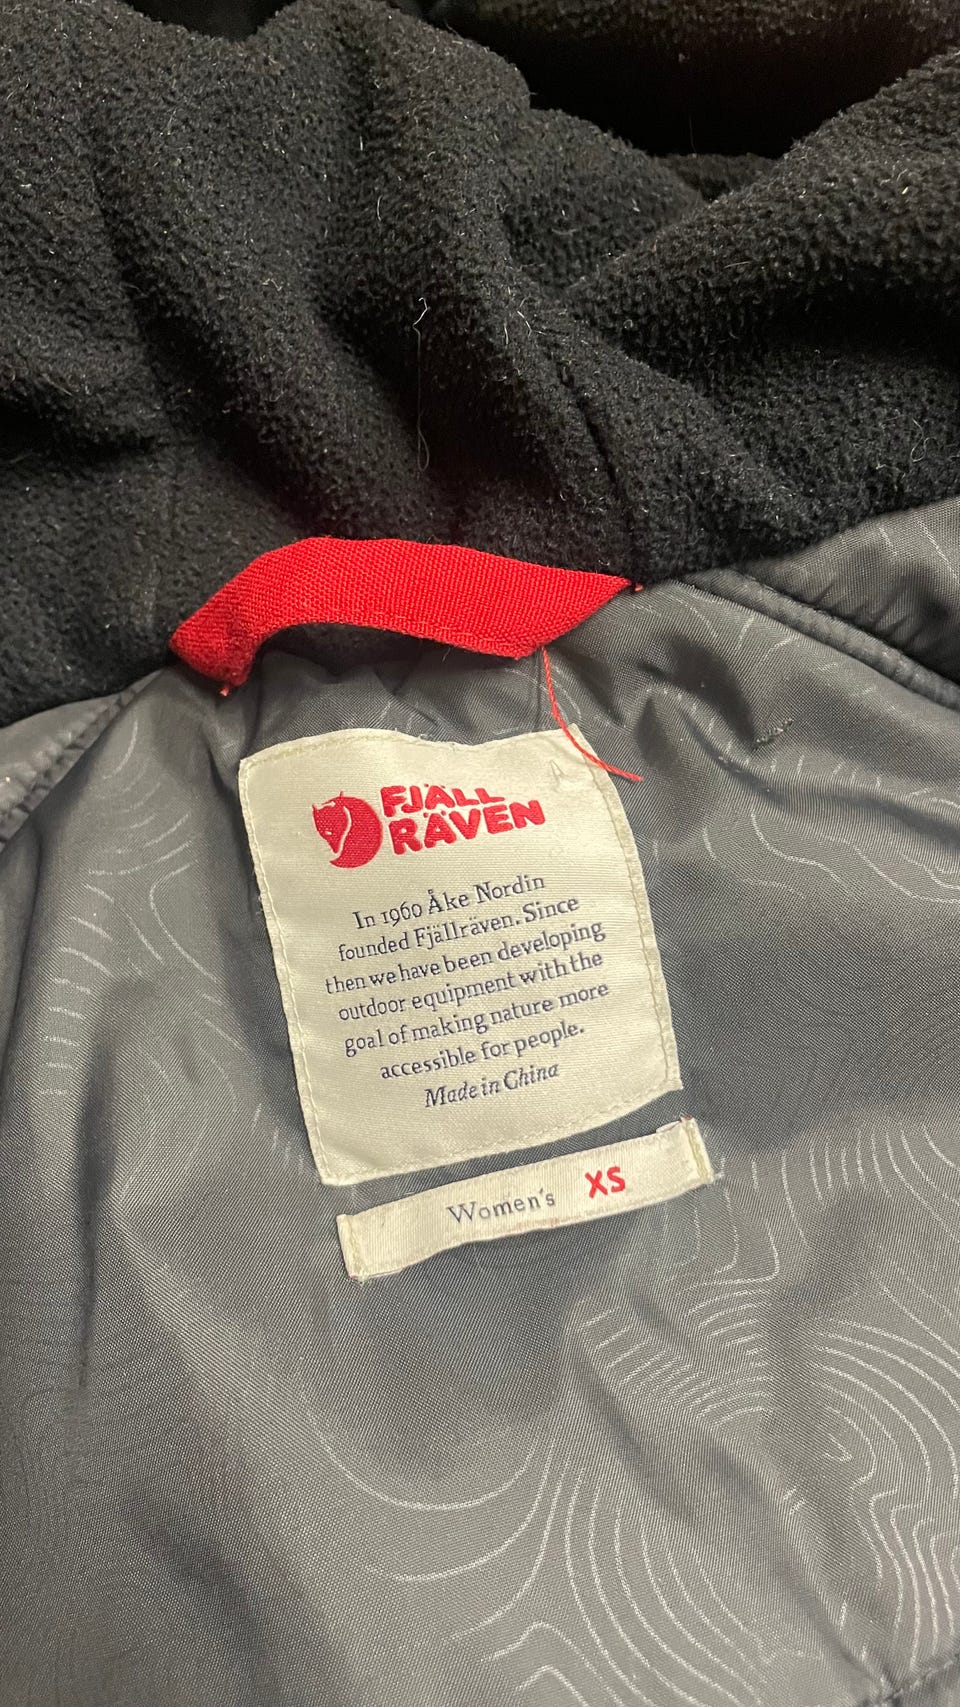 FJÄLL
RÄVEN
In 1960 Åke Nordin
founded Fjällräven. Since
then we have been developing
outdoor equipment with the
goal of making nature more
accessible for people.
Made in China
Women's XS